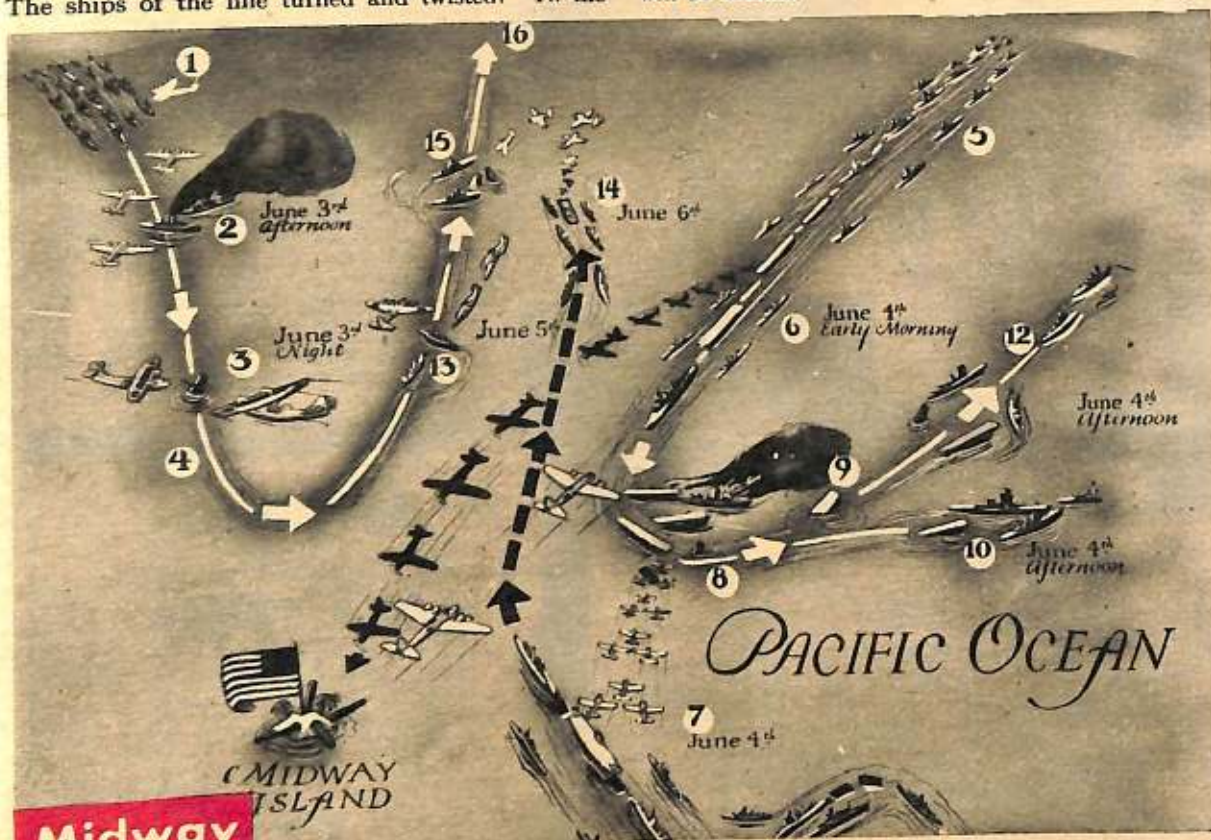 The ships of the line turned and twisted.
16
1
15
5
14
June 6th
2
June 3rd
Afternoon
June 5th
6
June 4th
Early Morning
12
3
June 3rd
Night
13
June 4th
Afternoon
4
9
10
June 4th
Afternoon
8
PACIFIC OCEAN
7
June 4th
MIDWAY
ISLAND
Midway